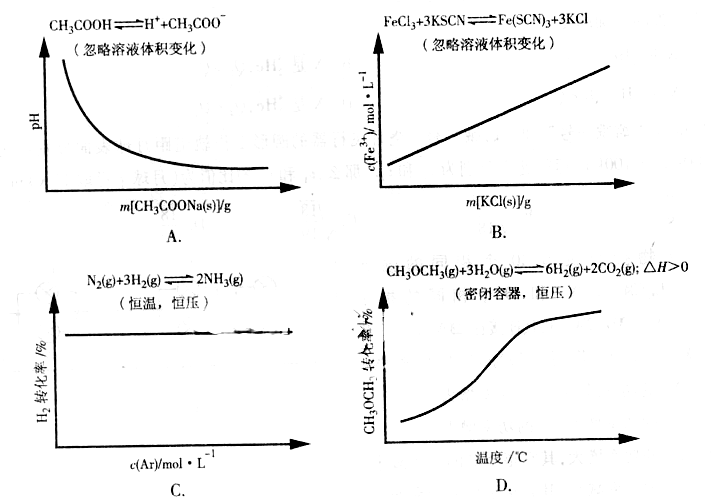 CH₃COOH⇌H⁺+CH₃COO⁻
(忽略溶液体积变化)
pH
m[CH₃COONa(s)]/g
A.
FeCl₃+3KSCN⇌Fe(SCN)₃+3KCl
(忽略溶液体积变化)
c(Fe³⁺)/mol·L⁻¹
m[KCl(s)]/g
B.
N₂(g)+3H₂(g)⇌2NH₃(g)
(恒温，恒压)
H₂转化率/%
c(Ar)/mol·L⁻¹
C.
CH₃OCH₃(g)+3H₂O(g)⇌6H₂(g)+2CO₂(g); △H>0
(密闭容器，恒压)
CH₃OCH₃转化率/%
温度/℃
D.